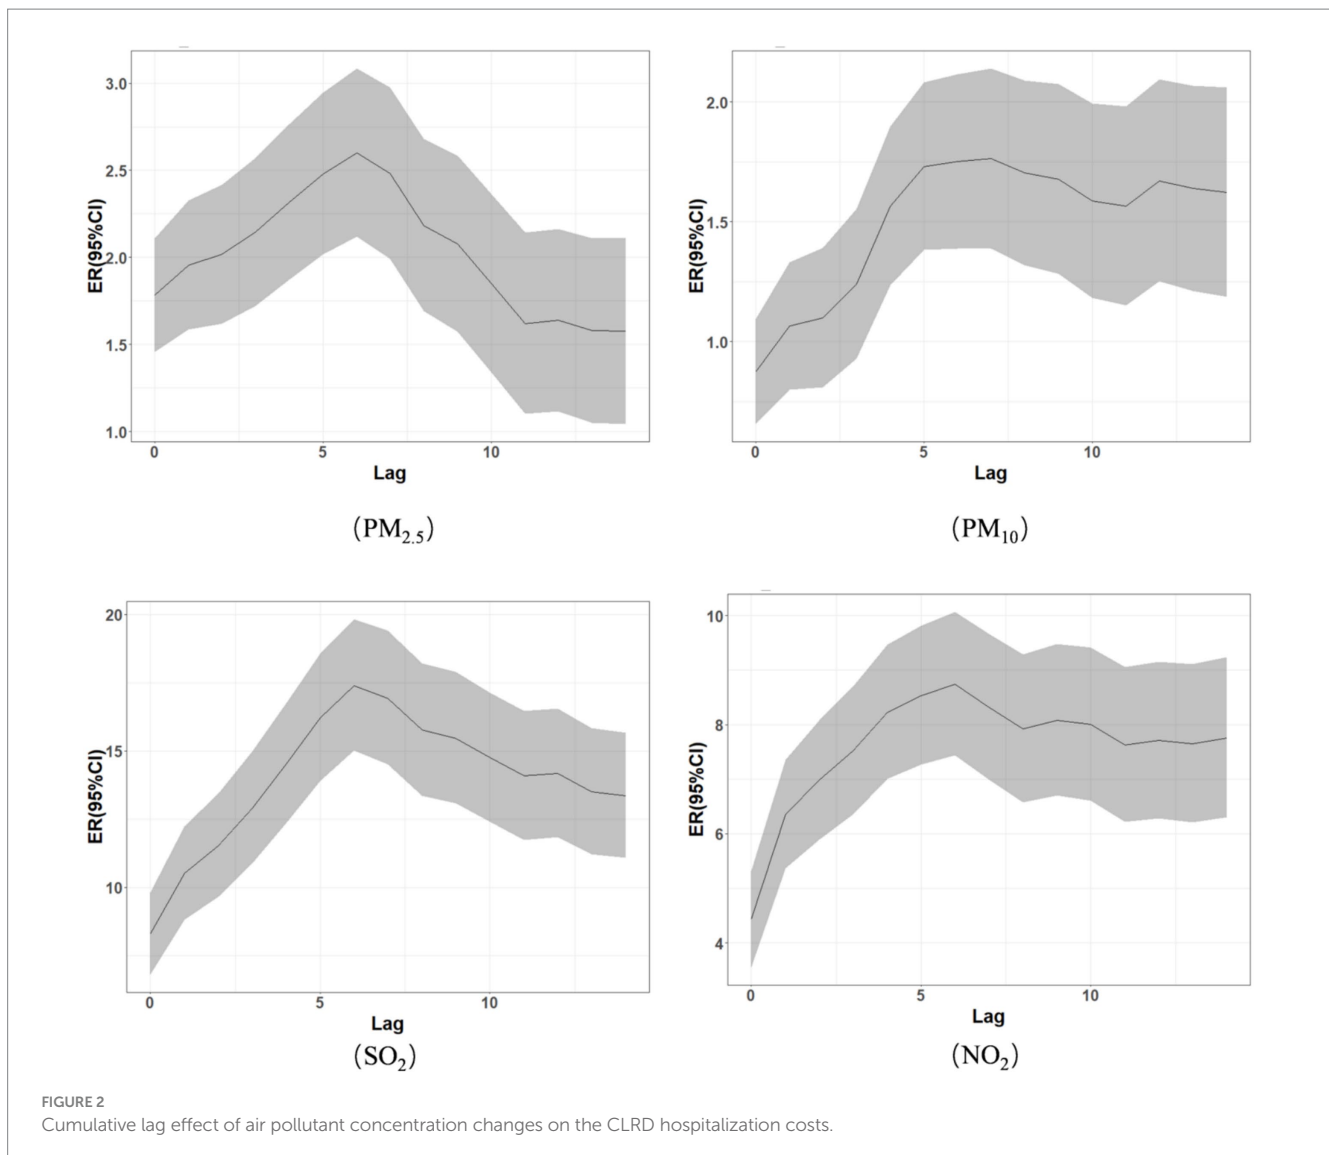 3.0
2.5
2.0
1.5
1.0
ER(95%CI)
0 5 10
Lag
(PM2.5)
2.0
1.5
1.0
ER(95%CI)
0 5 10
Lag
(PM10)
20
15
10
ER(95%CI)
0 5 10
Lag
(SO2)
10
8
6
4
ER(95%CI)
0 5 10
Lag
(NO2)
FIGURE 2
Cumulative lag effect of air pollutant concentration changes on the CLRD hospitalization costs.